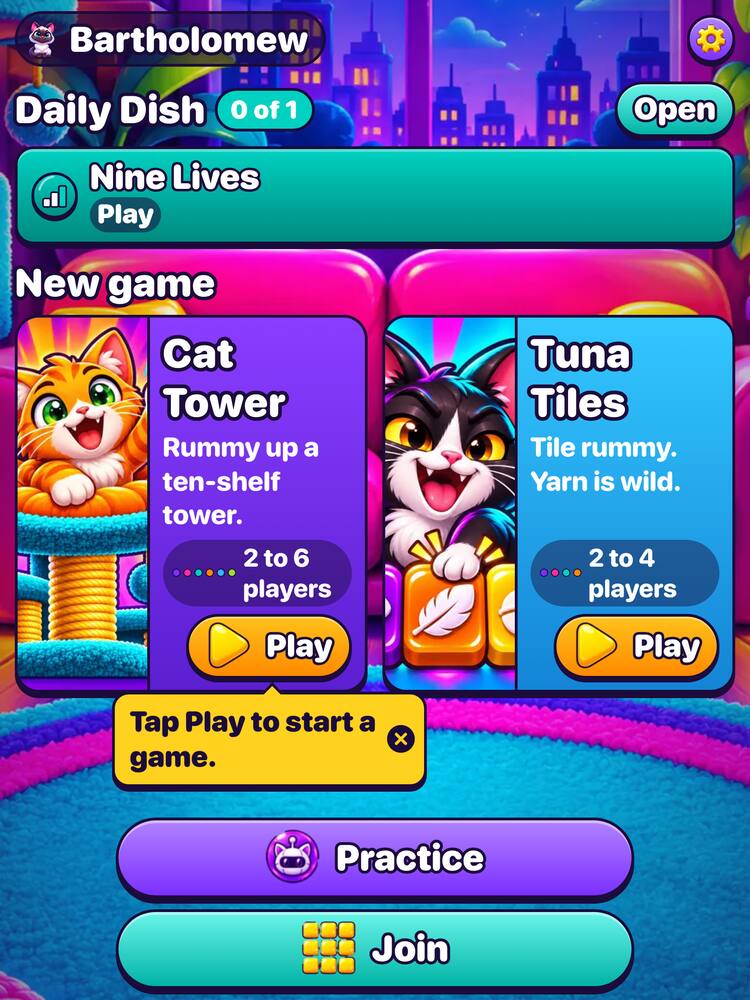 Bartholomew
Daily Dish
0 of 1
Open
Nine Lives
Play
New game
Cat
Tower
Rummy up a
ten-shelf
tower.
2 to 6
players
Play
Tuna
Tiles
Tile rummy.
Yarn is wild.
2 to 4
players
Play
Tap Play to start a
game.
Practice
Join